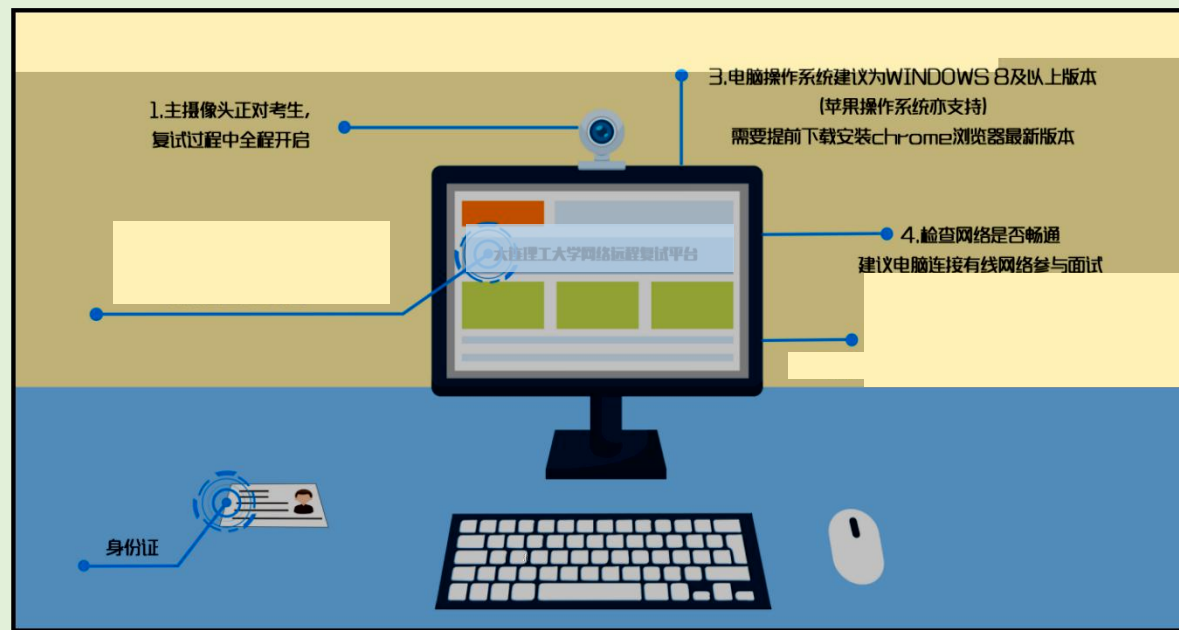 1.主摄像头正对考生,
复试过程中全程开启
3.电脑操作系统建议为WINDOWS 8及以上版本
(苹果操作系统亦支持)
需要提前下载安装chrome浏览器最新版本
大连理工大学网络远程复试平台
4.检查网络是否畅通
建议电脑连接有线网络参与面试
身份证